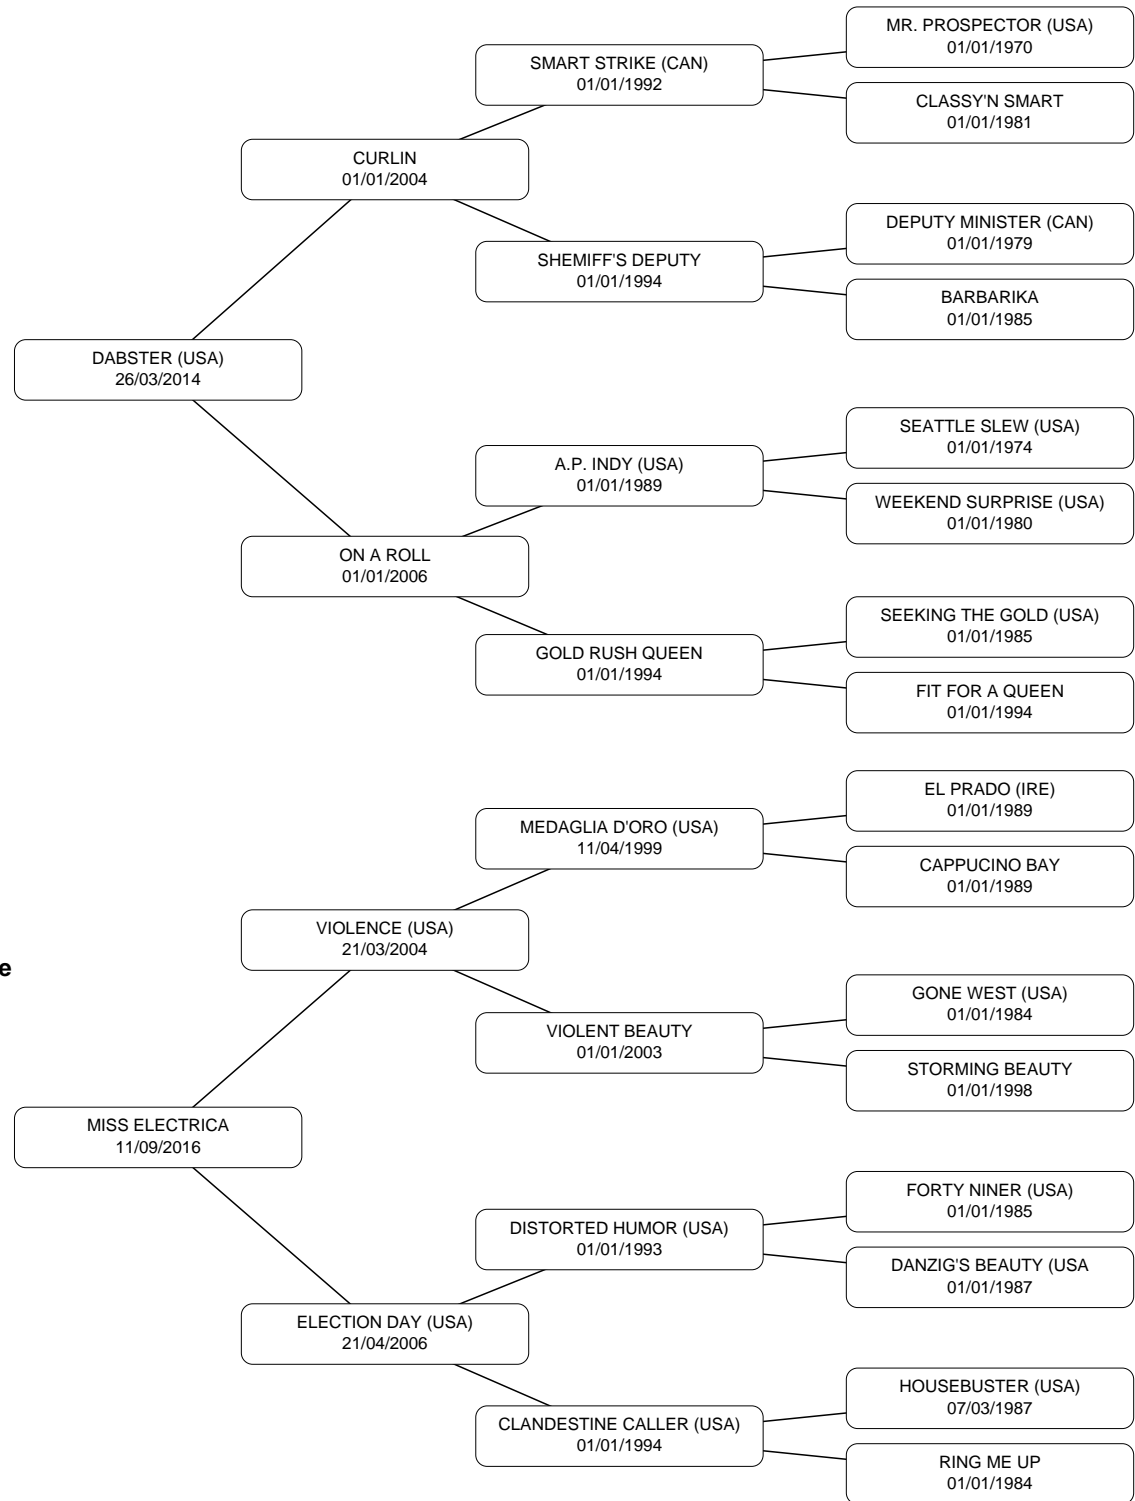 MR. PROSPECTOR (USA)
01/01/1970
SMART STRIKE (CAN)
01/01/1992
CLASSY'N SMART
01/01/1981
CURLIN
01/01/2004
DEPUTY MINISTER (CAN)
01/01/1979
SHEMIFF'S DEPUTY
01/01/1994
BARBARIKA
01/01/1985
DABSTER (USA)
26/03/2014
SEATTLE SLEW (USA)
01/01/1974
A.P. INDY (USA)
01/01/1989
WEEKEND SURPRISE (USA)
01/01/1980
ON A ROLL
01/01/2006
SEEKING THE GOLD (USA)
01/01/1985
GOLD RUSH QUEEN
01/01/1994
FIT FOR A QUEEN
01/01/1994
EL PRADO (IRE)
01/01/1989
MEDAGLIA D'ORO (USA)
11/04/1999
CAPPUCINO BAY
01/01/1989
VIOLENCE (USA)
21/03/2004
e
GONE WEST (USA)
01/01/1984
VIOLENT BEAUTY
01/01/2003
STORMING BEAUTY
01/01/1998
MISS ELECTRICA
11/09/2016
FORTY NINER (USA)
01/01/1985
DISTORTED HUMOR (USA)
01/01/1993
DANZIG'S BEAUTY (USA
01/01/1987
ELECTION DAY (USA)
21/04/2006
HOUSEBUSTER (USA)
07/03/1987
CLANDESTINE CALLER (USA)
01/01/1994
RING ME UP
01/01/1984